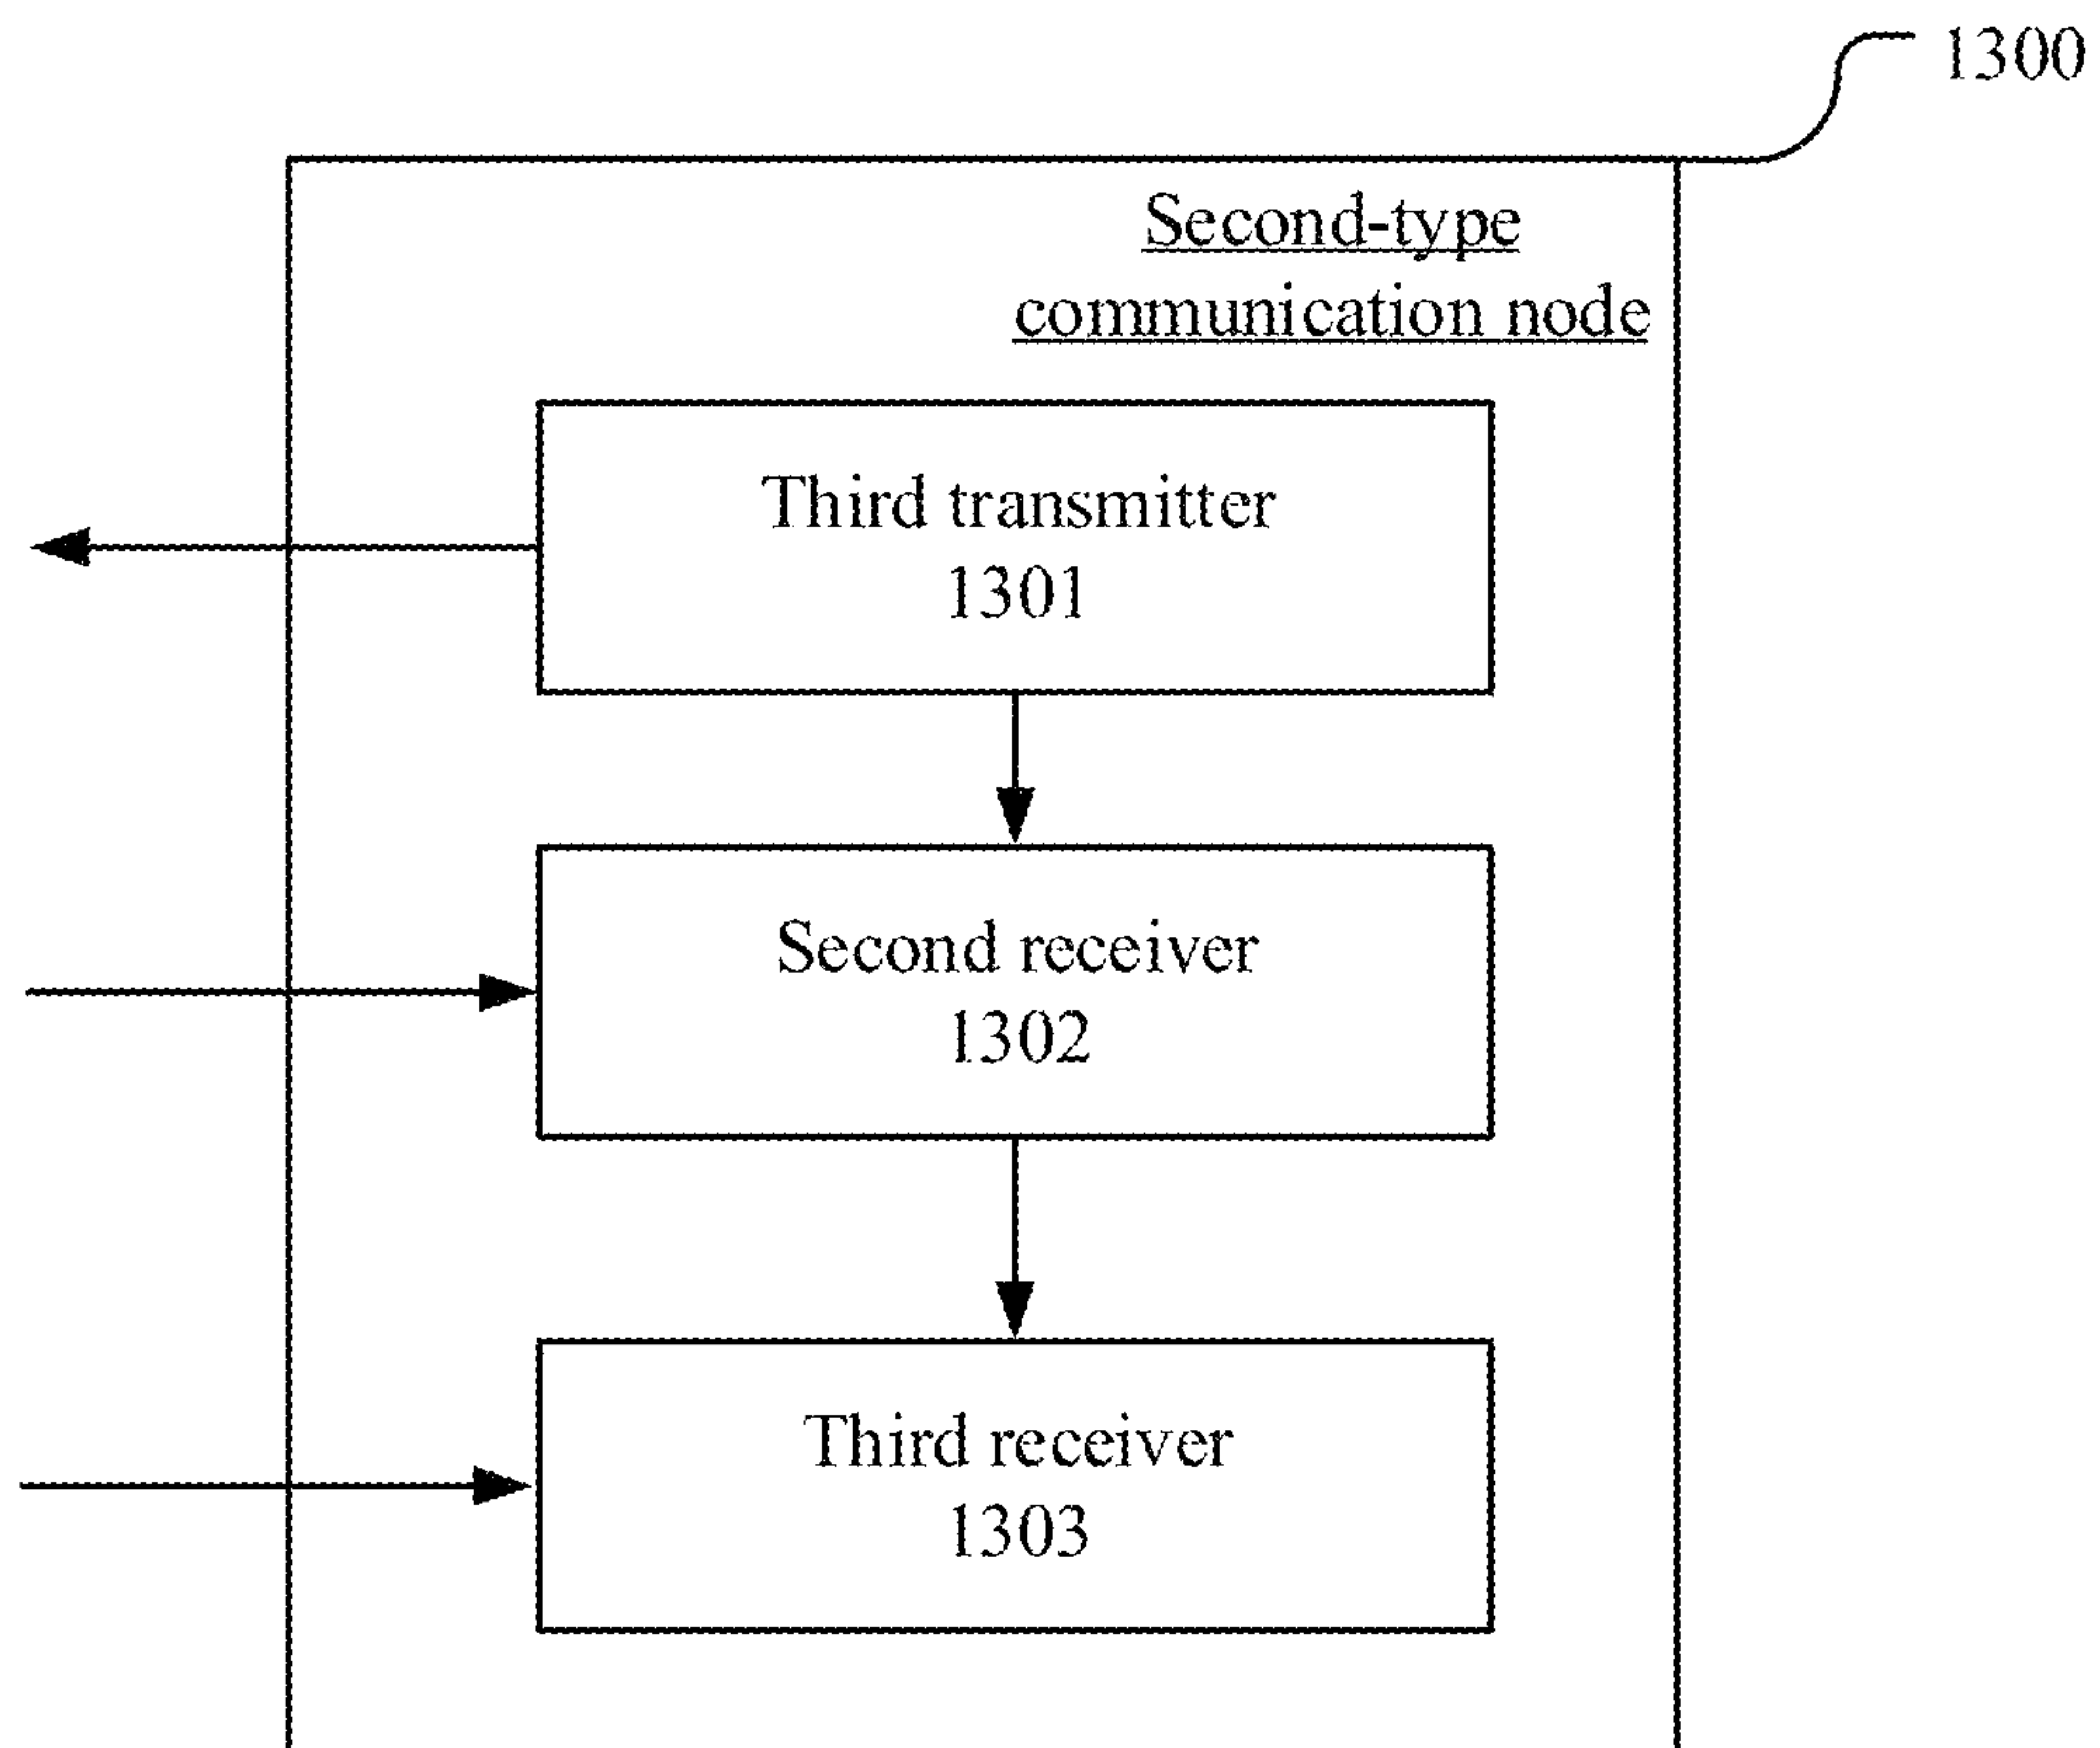 1300
Second-type
communication node
Third transmitter
1301
Second receiver
1302
Third receiver
1303